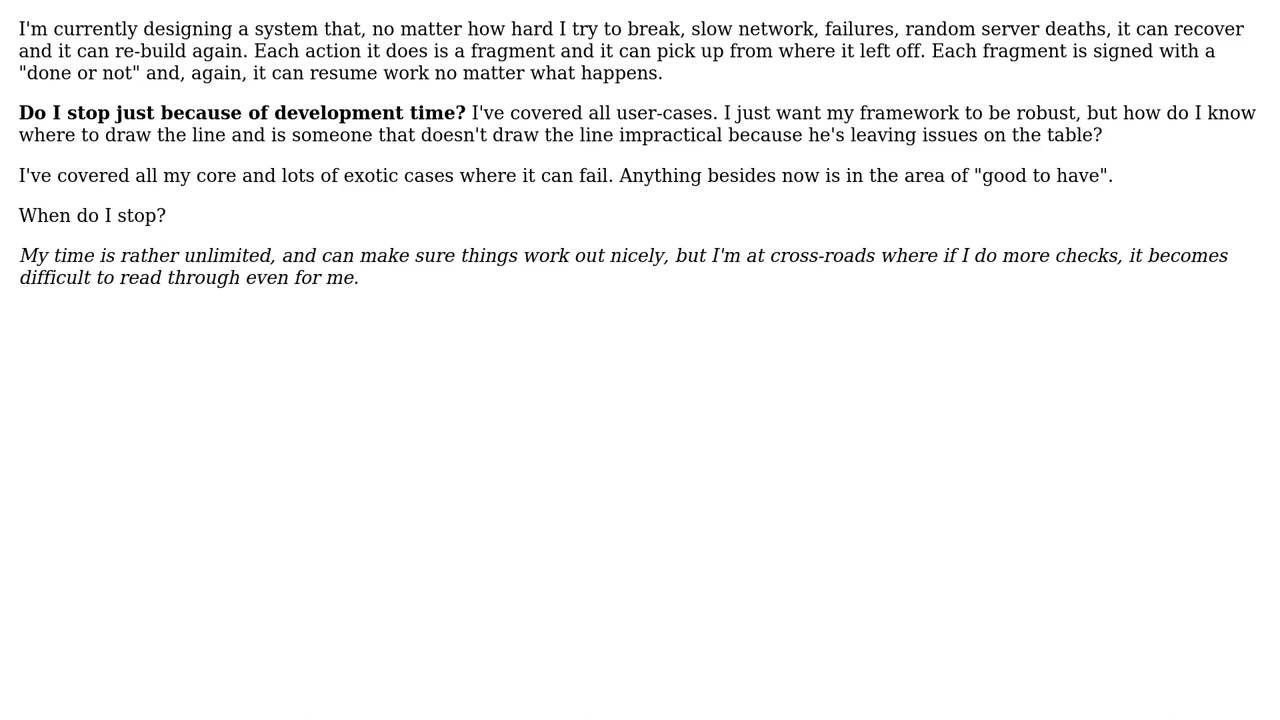 I'm currently designing a system that, no matter how hard I try to break, slow network, failures, random server deaths, it can recover
and it can re-build again. Each action it does is a fragment and it can pick up from where it left off. Each fragment is signed with a
"done or not" and, again, it can resume work no matter what happens.
Do I stop just because of development time? I've covered all user-cases. I just want my framework to be robust, but how do I know
where to draw the line and is someone that doesn't draw the line impractical because he's leaving issues on the table?
I've covered all my core and lots of exotic cases where it can fail. Anything besides now is in the area of "good to have".
When do I stop?
My time is rather unlimited, and can make sure things work out nicely, but I'm at cross-roads where if I do more checks, it becomes
difficult to read through even for me.